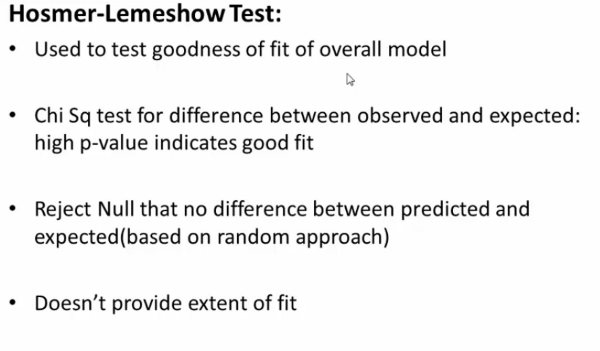 Hosmer-Lemeshow Test:
• Used to test goodness of fit of overall model
• Chi Sq test for difference between observed and expected:
high p-value indicates good fit
• Reject Null that no difference between predicted and
expected(based on random approach)
• Doesn't provide extent of fit